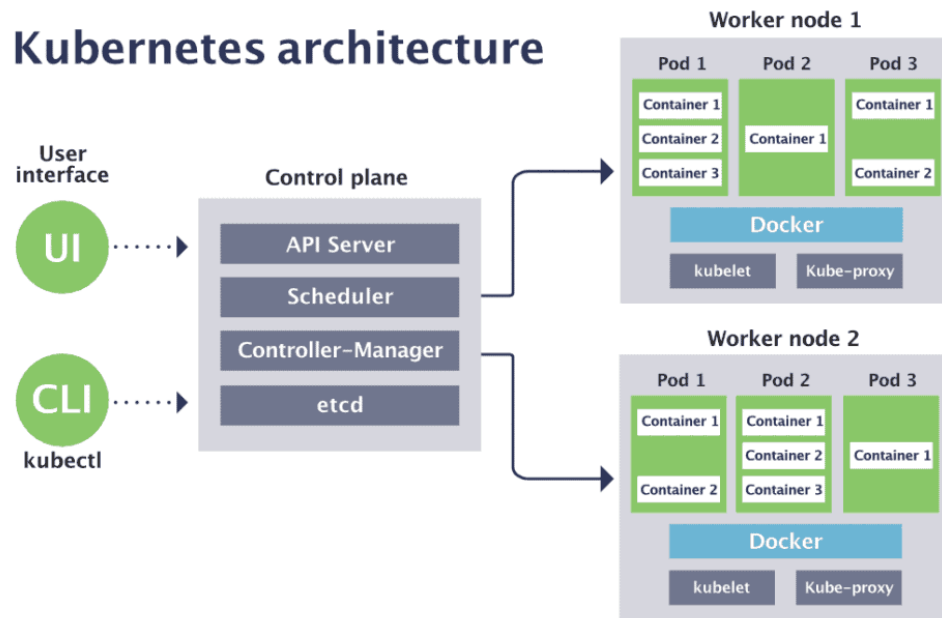 Kubernetes architecture
User
interface
UI
CLI
kubectl
Control plane
API Server
Scheduler
Controller-Manager
etcd
Worker node 1
Pod 1 Pod 2 Pod 3
Container 1
Container 2
Container 3
Container 1
Container 1
Container 2
Docker
kubelet Kube-proxy
Worker node 2
Pod 1 Pod 2 Pod 3
Container 1
Container 2
Container 1
Container 2
Container 3
Container 1
Docker
kubelet Kube-proxy